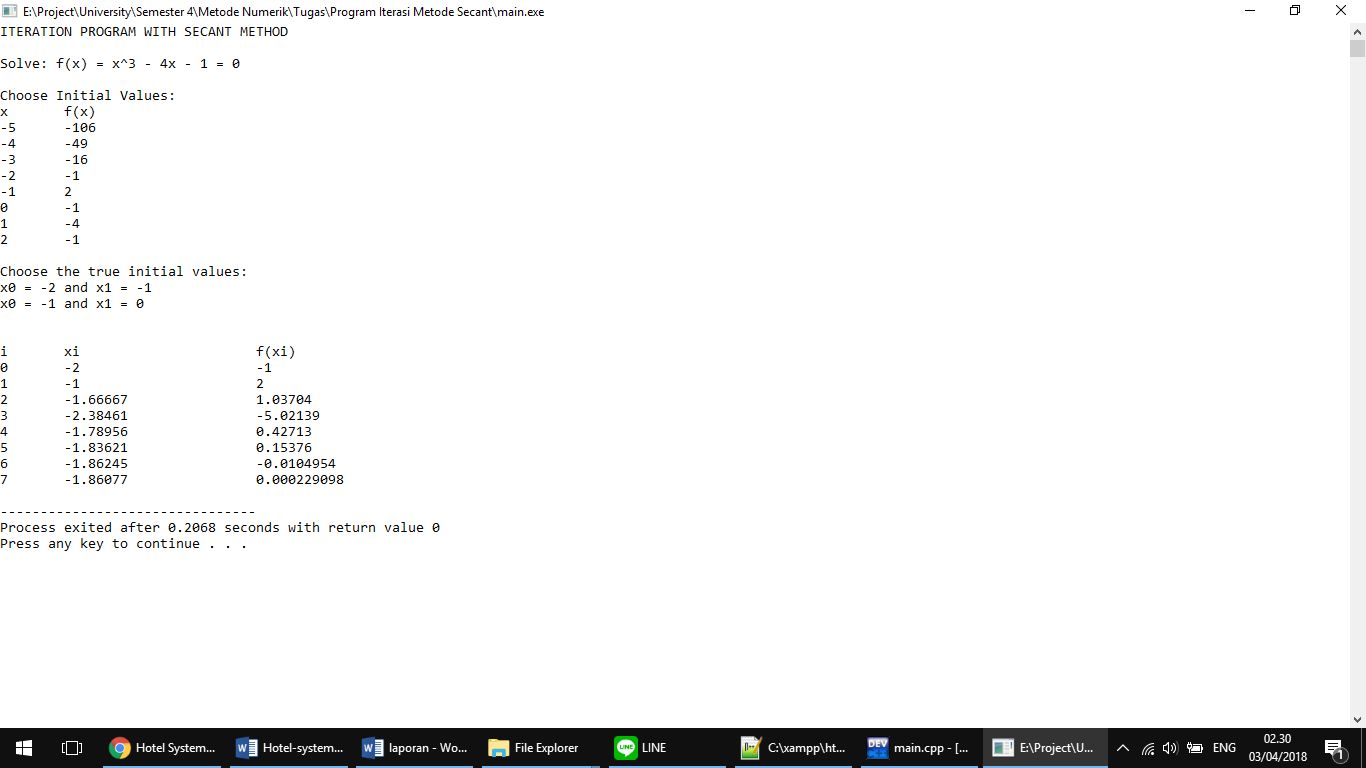 E:\Project\University\Semester 4\Metode Numerik\Tugas\Program Iterasi Metode Secant\main.exe
ITERATION PROGRAM WITH SECANT METHOD
Solve: f(x) = x^3 - 4x - 1 = 0
Choose Initial Values:
x f(x)
-5 -106
-4 -49
-3 -16
-2 -1
-1 2
0 -1
1 -4
2 -1
Choose the true initial values:
x0 = -2 and x1 = -1
x0 = -1 and x1 = 0
i xi f(xi)
0 -2 -1
1 -1 2
2 -1.66667 1.03704
3 -2.38461 -5.02139
4 -1.78956 0.42713
5 -1.83621 0.15376
6 -1.86245 -0.0104954
7 -1.86077 0.000229098
--------------------------------
Process exited after 0.2068 seconds with return value 0
Press any key to continue . . .
Hotel System... Hotel-system... laporan - Wo... File Explorer LINE C:\xampp\ht... DEV main.cpp - [... E:\Project\U... ENG 02.30
03/04/2018 1